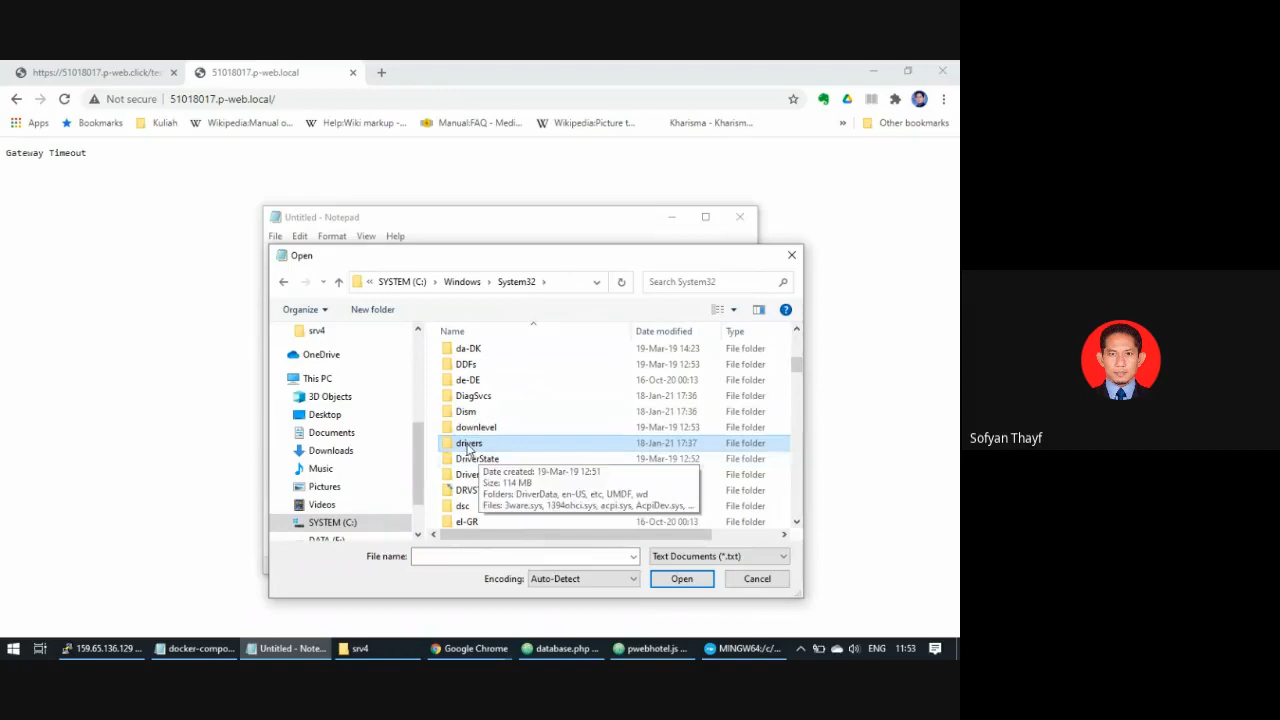 https://51018017.p-web.click/te
51018017.p-web.local
Not secure
51018017.p-web.local/
Apps
Bookmarks
Kuliah
Wikipedia:Manual o...
Help:Wiki markup -...
Manual:FAQ - Medi...
Wikipedia:Picture t...
Kharisma - Kharism...
»
Other bookmarks
Gateway Timeout
Untitled - Notepad
File Edit Format View Help
Open
« SYSTEM (C:) › Windows › System32 ›
Search System32
Organize
New folder
srv4
OneDrive
This PC
3D Objects
Desktop
Documents
Downloads
Music
Pictures
Videos
SYSTEM (C:)
DATA (E:)
Name Date modified Type
da-DK 19-Mar-19 14:23 File folder
DDFs 19-Mar-19 12:53 File folder
de-DE 16-Oct-20 00:13 File folder
DiagSvcs 18-Jan-21 17:36 File folder
Dism 18-Jan-21 17:36 File folder
downlevel 19-Mar-19 12:53 File folder
drivers 18-Jan-21 17:37 File folder
DriverState 19-Mar-19 12:52 File folder
Driver File folder
DRVS File folder
dsc File folder
el-GR 16-Oct-20 00:13 File folder
Date created: 19-Mar-19 12:51
Size: 114 MB
Folders: DriverData, en-US, etc, UMDF, wd
Files: 3ware.sys, 1394ohci.sys, acpi.sys, AcpiDev.sys, ...
File name:
Text Documents (*.txt)
Encoding: Auto-Detect
Open
Cancel
159.65.136.129 ...
docker-compo...
Untitled - Note...
srv4
Google Chrome
database.php ...
pwebhotel.js ...
MINGW64:/c/...
ENG
11:53
Sofyan Thayf